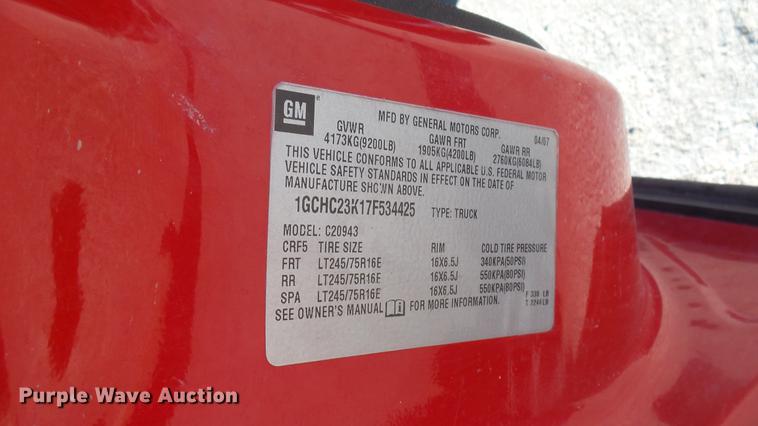 GM
MFD BY GENERAL MOTORS CORP. 04/07
GVWR GAWR FRT GAWR RR
4173KG(9200LB) 1905KG(4200LB) 2760KG(6084LB)
THIS VEHICLE CONFORMS TO ALL APPLICABLE U.S. FEDERAL MOTOR
VEHICLE SAFETY STANDARDS IN EFFECT ON THE DATE OF
MANUFACTURE SHOWN ABOVE.
1GCHC23K17F534425 TYPE: TRUCK
MODEL: C20943
CRF5 TIRE SIZE RIM COLD TIRE PRESSURE
FRT LT245/75R16E 16X6.5J 340KPA(50PSI)
RR LT245/75R16E 16X6.5J 550KPA(80PSI)
SPA LT245/75R16E 16X6.5J 550KPA(80PSI)
SEE OWNER'S MANUAL FOR MORE INFORMATION.
F 338 LB
T 2244 LB
Purple Wave Auction